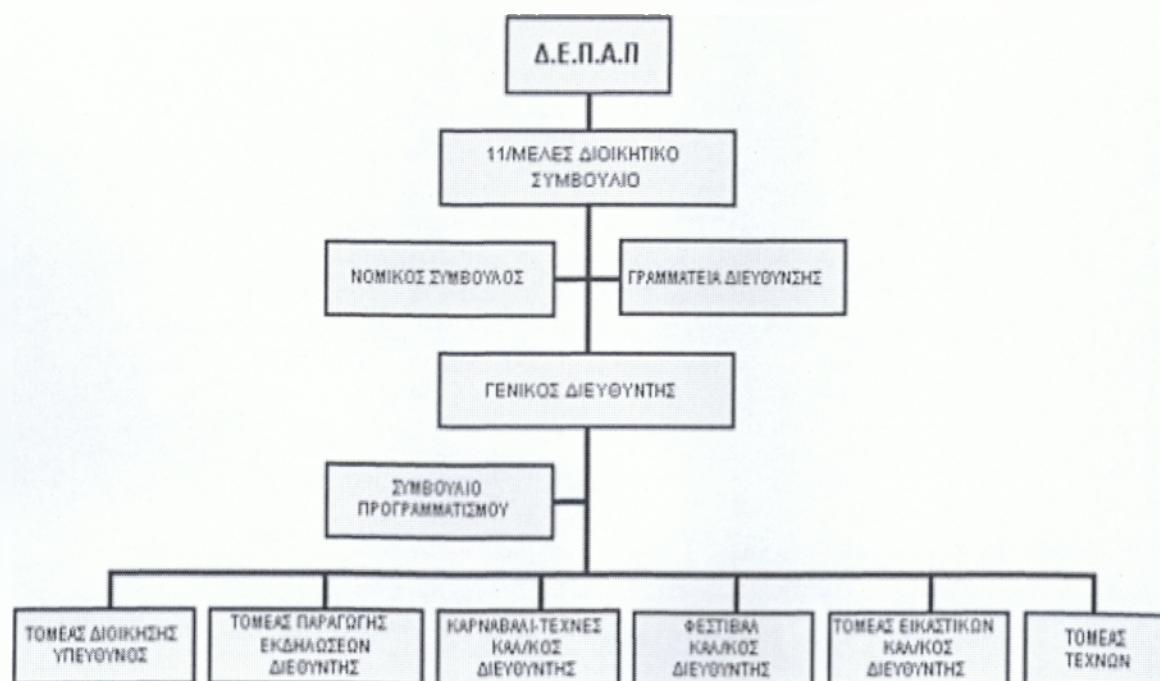 Δ.Ε.Π.Α.Π
11/ΜΕΛΕΣ ΔΙΟΙΚΗΤΙΚΟ
ΣΥΜΒΟΥΛΙΟ
ΝΟΜΙΚΟΣ ΣΥΜΒΟΥΛΟΣ
ΓΡΑΜΜΑΤΕΙΑ ΔΙΕΥΘΥΝΣΗΣ
ΓΕΝΙΚΟΣ ΔΙΕΥΘΥΝΤΗΣ
ΣΥΜΒΟΥΛΙΟ
ΠΡΟΓΡΑΜΜΑΤΙΣΜΟΥ
ΤΟΜΕΑΣ ΔΙΟΙΚΗΣΗΣ
ΥΠΕΥΘΥΝΟΣ
ΤΟΜΕΑΣ ΠΑΡΑΓΩΓΗΣ
ΕΚΔΗΛΩΣΕΩΝ
ΔΙΕΘΥΝΤΗΣ
ΚΑΡΝΑΒΑΛΙ-ΤΕΧΝΕΣ
ΚΑΛ/ΚΟΣ
ΔΙΕΥΘΥΝΤΗΣ
ΦΕΣΤΙΒΑΛ
ΚΑΛ/ΚΟΣ
ΔΙΕΥΘΥΝΤΗΣ
ΤΟΜΕΑΣ ΕΙΚΑΣΤΙΚΩΝ
ΚΑΛ/ΚΟΣ
ΔΙΕΥΘΥΝΤΗΣ
ΤΟΜΕΑΣ
ΤΕΧΝΩΝ